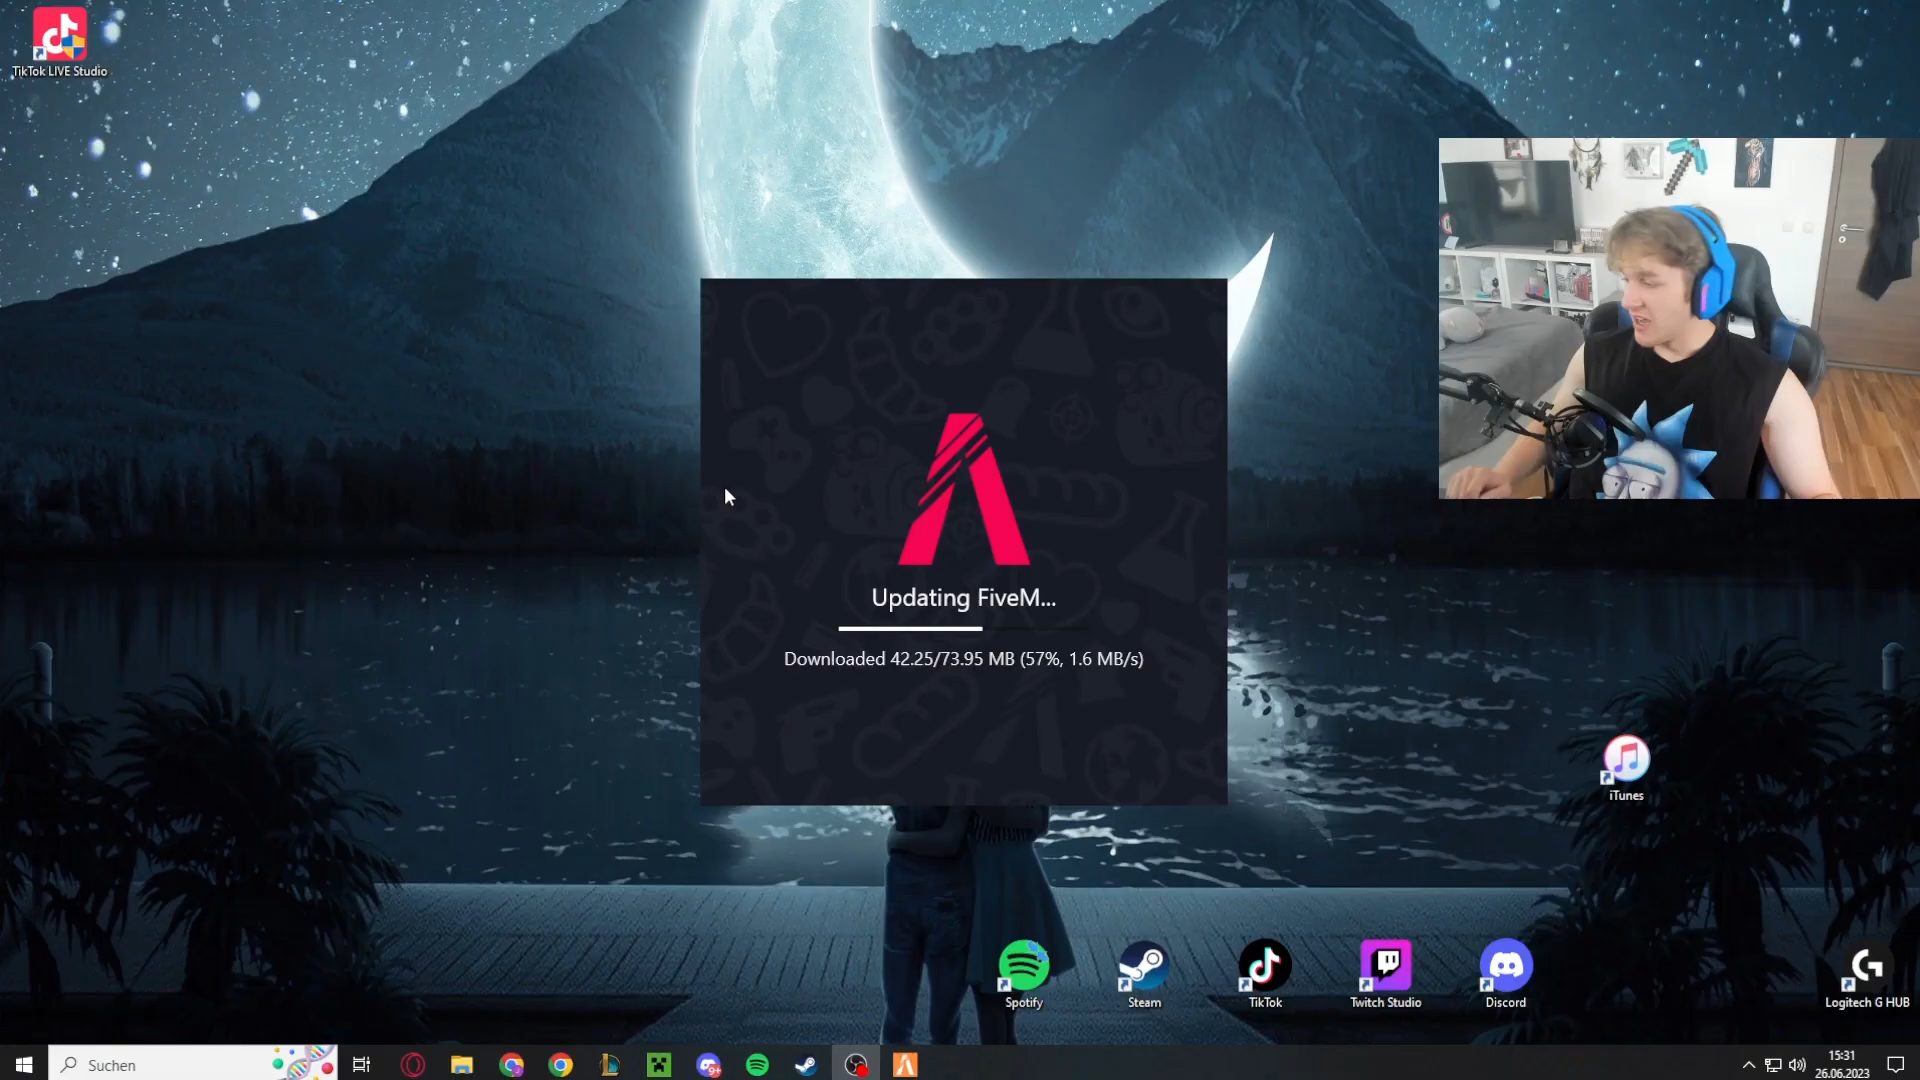 TikTok LIVE Studio
Updating FiveM...
Downloaded 42.25/73.95 MB (57%, 1.6 MB/s)
iTunes
Spotify
Steam
TikTok
Twitch Studio
Discord
Logitech G HUB
Suchen
9+
15:31
26.06.2023